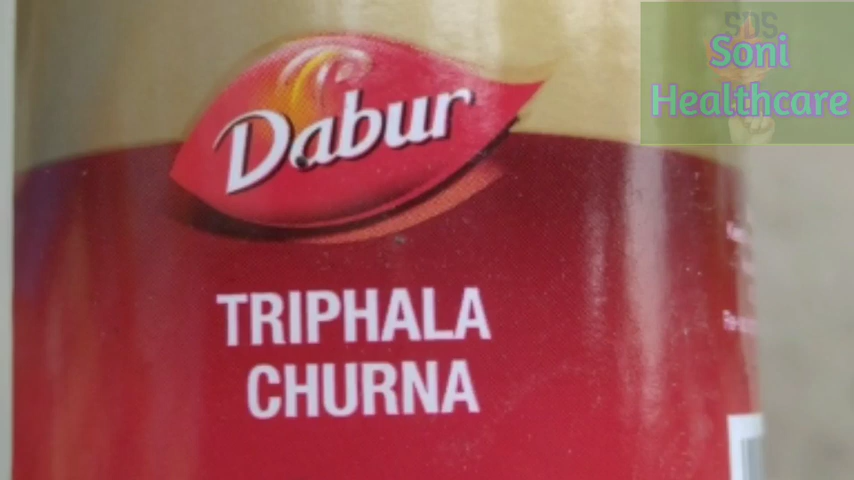 SDS
Soni
Healthcare
Dabur
TRIPHALA
CHURNA